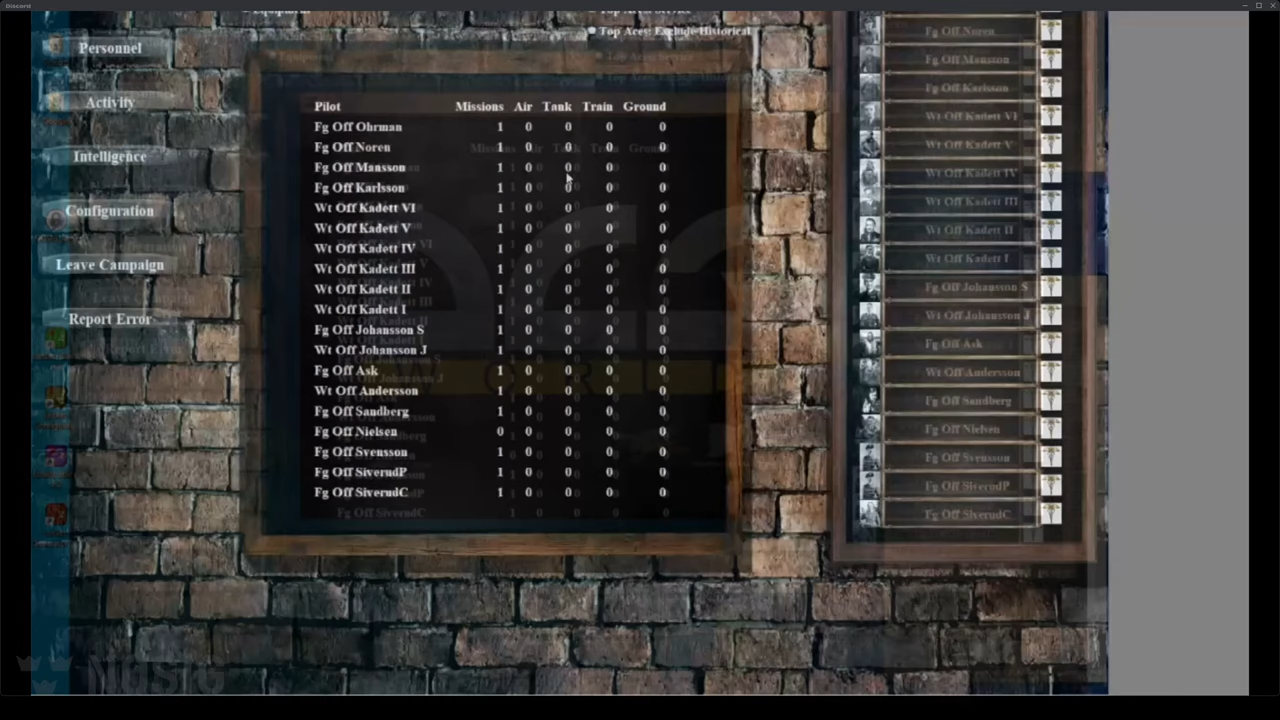 Discord
Top Aces: Exclude Historical
Personnel
Activity
Intelligence
Configuration
Leave Campaign
Report Error
Pilot Missions Air Tank Train Ground
Fg Off Ohrman 1 0 0 0 0
Fg Off Noren 1 0 0 0 0
Fg Off Mansson 1 0 0 0 0
Fg Off Karlsson 1 0 0 0 0
Wt Off Kadett VI 1 0 0 0 0
Wt Off Kadett V 1 0 0 0 0
Wt Off Kadett IV 1 0 0 0 0
Wt Off Kadett III 1 0 0 0 0
Wt Off Kadett II 1 0 0 0 0
Wt Off Kadett I 1 0 0 0 0
Fg Off Johansson S 1 0 0 0 0
Wt Off Johansson J 1 0 0 0 0
Fg Off Ask 1 0 0 0 0
Wt Off Andersson 1 0 0 0 0
Fg Off Sandberg 1 0 0 0 0
Fg Off Nielsen 0 0 0 0 0
Fg Off Svensson 1 0 0 0 0
Fg Off SiverudP 1 0 0 0 0
Fg Off SiverudC 1 0 0 0 0
Fg Off Noren
Fg Off Mansson
Fg Off Karlsson
Wt Off Kadett VI
Wt Off Kadett V
Wt Off Kadett IV
Wt Off Kadett III
Wt Off Kadett II
Wt Off Kadett I
Fg Off Johansson S
Wt Off Johansson J
Fg Off Ask
Wt Off Andersson
Fg Off Sandberg
Fg Off Nielsen
Fg Off Svensson
Fg Off SiverudP
Fg Off SiverudC